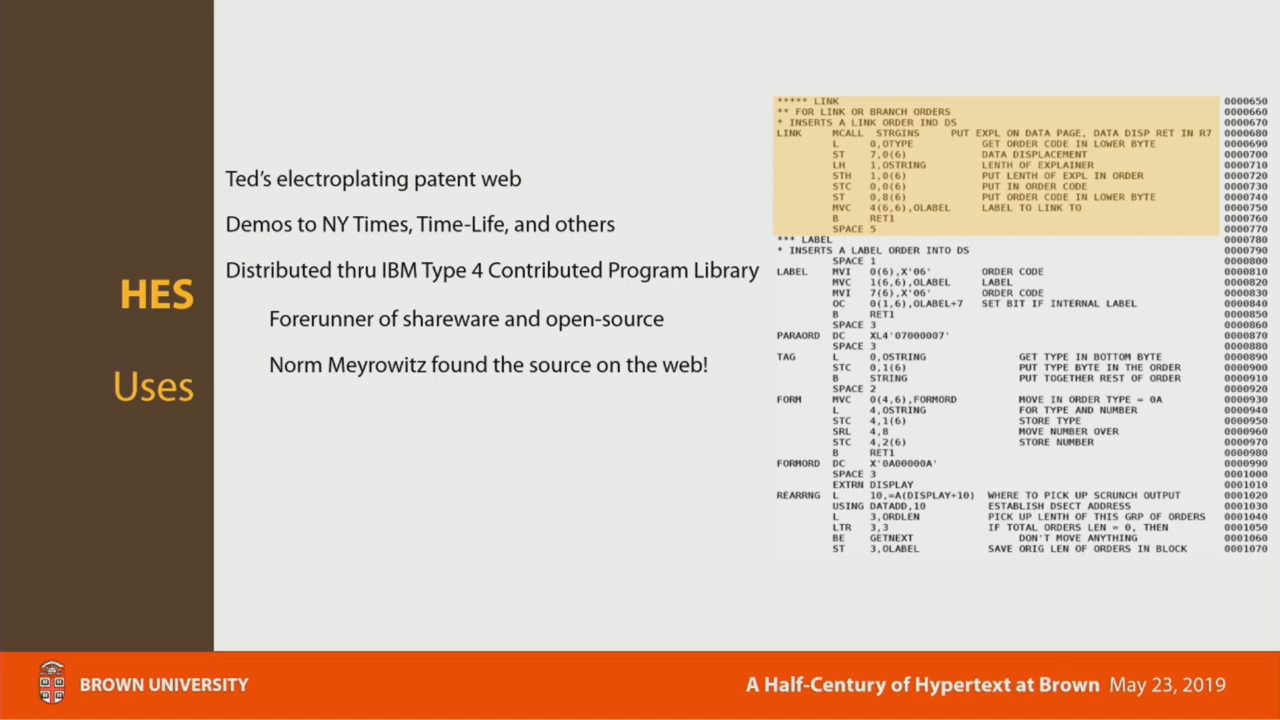 HES
Uses
Ted's electroplating patent web
Demos to NY Times, Time-Life, and others
Distributed thru IBM Type 4 Contributed Program Library
Forerunner of shareware and open-source
Norm Meyrowitz found the source on the web!
***** LINK 0000650
** FOR LINK OR BRANCH ORDERS 0000660
* INSERTS A LINK ORDER IND DS 0000670
LINK MCALL STRGINS PUT EXPL ON DATA PAGE, DATA DISP RET IN R7 0000680
L 0,OTYPE GET ORDER CODE IN LOWER BYTE 0000690
ST 7,0(6) DATA DISPLACEMENT 0000700
LH 1,OSTRING LENTH OF EXPLAINER 0000710
STH 1,0(6) PUT LENTH OF EXPL IN ORDER 0000720
STC 0,0(6) PUT IN ORDER CODE 0000730
ST 0,8(6) PUT ORDER CODE IN LOWER BYTE 0000740
MVC 4(6,6),OLABEL LABEL TO LINK TO 0000750
B RET1 0000760
SPACE 5 0000770
*** LABEL 0000780
* INSERTS A LABEL ORDER INTO DS 0000790
SPACE 1 0000800
LABEL MVI 0(6),X'06' ORDER CODE 0000810
MVC 1(6,6),OLABEL LABEL 0000820
MVI 7(6),X'06' ORDER CODE 0000830
OC 0(1,6),OLABEL+7 SET BIT IF INTERNAL LABEL 0000840
B RET1 0000850
SPACE 3 0000860
PARAORD DC XL4'07000007' 0000870
SPACE 3 0000880
TAG L 0,OSTRING GET TYPE IN BOTTOM BYTE 0000890
STC 0,1(6) PUT TYPE BYTE IN THE ORDER 0000900
B STRING PUT TOGETHER REST OF ORDER 0000910
SPACE 2 0000920
FORM MVC 0(4,6),FORMORD MOVE IN ORDER TYPE = 0A 0000930
L 4,OSTRING FOR TYPE AND NUMBER 0000940
STC 4,1(6) STORE TYPE 0000950
SRL 4,8 MOVE NUMBER OVER 0000960
STC 4,2(6) STORE NUMBER 0000970
B RET1 0000980
FORMORD DC X'0A00000A' 0000990
SPACE 3 0001000
EXTRN DISPLAY 0001010
REARRNG L 10,=A(DISPLAY+10) WHERE TO PICK UP SCRUNCH OUTPUT 0001020
USING DATADD,10 ESTABLISH DSECT ADDRESS 0001030
L 3,ORDLEN PICK UP LENTH OF THIS GRP OF ORDERS 0001040
LTR 3,3 IF TOTAL ORDERS LEN = 0, THEN 0001050
BE GETNEXT DON'T MOVE ANYTHING 0001060
ST 3,OLABEL SAVE ORIG LEN OF ORDERS IN BLOCK 0001070
BROWN UNIVERSITY
A Half-Century of Hypertext at Brown May 23, 2019